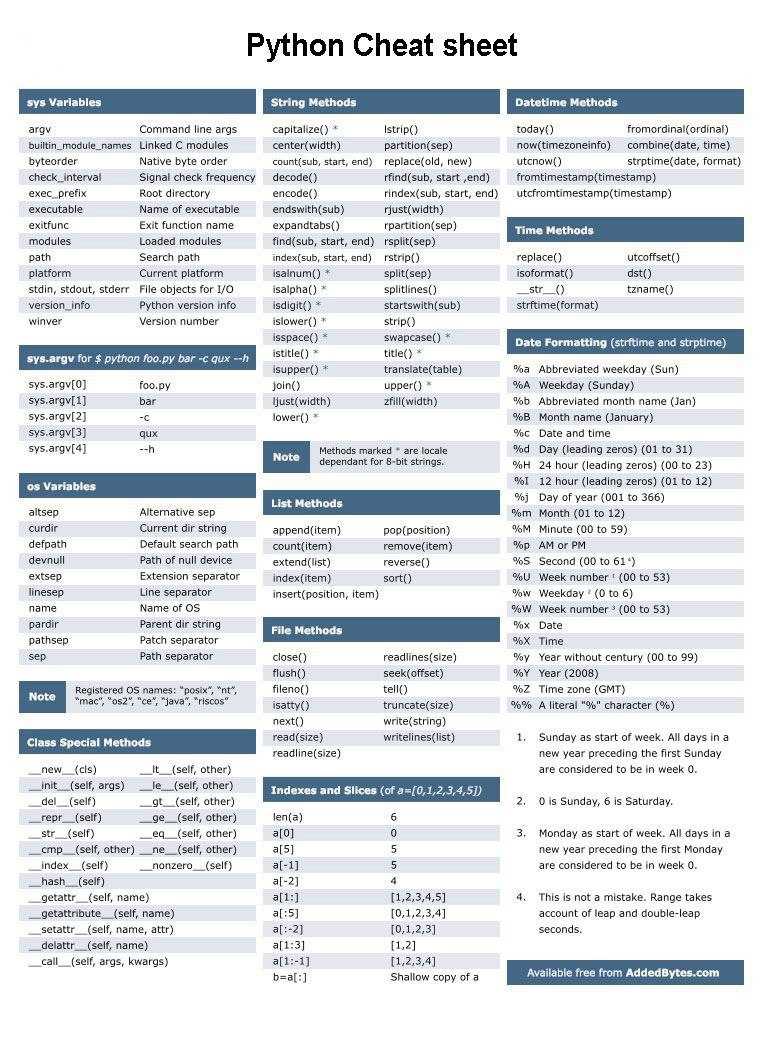 Python Cheat sheet
sys Variables
argv Command line args
builtin_module_names Linked C modules
byteorder Native byte order
check_interval Signal check frequency
exec_prefix Root directory
executable Name of executable
exitfunc Exit function name
modules Loaded modules
path Search path
platform Current platform
stdin, stdout, stderr File objects for I/O
version_info Python version info
winver Version number
sys.argv for $ python foo.py bar -c qux --h
sys.argv[0] foo.py
sys.argv[1] bar
sys.argv[2] -c
sys.argv[3] qux
sys.argv[4] --h
os Variables
altsep Alternative sep
curdir Current dir string
defpath Default search path
devnull Path of null device
extsep Extension separator
linesep Line separator
name Name of OS
pardir Parent dir string
pathsep Patch separator
sep Path separator
Note
Registered OS names: "posix", "nt",
"mac", "os2", "ce", "java", "riscos"
Class Special Methods
__new__(cls) __lt__(self, other)
__init__(self, args) __le__(self, other)
__del__(self) __gt__(self, other)
__repr__(self) __ge__(self, other)
__str__(self) __eq__(self, other)
__cmp__(self, other) __ne__(self, other)
__index__(self) __nonzero__(self)
__hash__(self)
__getattr__(self, name)
__getattribute__(self, name)
__setattr__(self, name, attr)
__delattr__(self, name)
__call__(self, args, kwargs)
String Methods
capitalize() * lstrip()
center(width) partition(sep)
count(sub, start, end) replace(old, new)
decode() rfind(sub, start ,end)
encode() rindex(sub, start, end)
endswith(sub) rjust(width)
expandtabs() rpartition(sep)
find(sub, start, end) rsplit(sep)
index(sub, start, end) rstrip()
isalnum() * split(sep)
isalpha() * splitlines()
isdigit() * startswith(sub)
islower() * strip()
isspace() * swapcase() *
istitle() * title() *
isupper() * translate(table)
join() upper() *
ljust(width) zfill(width)
lower() *
Note
Methods marked * are locale
dependant for 8-bit strings.
List Methods
append(item) pop(position)
count(item) remove(item)
extend(list) reverse()
index(item) sort()
insert(position, item)
File Methods
close() readlines(size)
flush() seek(offset)
fileno() tell()
isatty() truncate(size)
next() write(string)
read(size) writelines(list)
readline(size)
Indexes and Slices (of a=[0,1,2,3,4,5])
len(a) 6
a[0] 0
a[5] 5
a[-1] 5
a[-2] 4
a[1:] [1,2,3,4,5]
a[:5] [0,1,2,3,4]
a[:-2] [0,1,2,3]
a[1:3] [1,2]
a[1:-1] [1,2,3,4]
b=a[:] Shallow copy of a
Datetime Methods
today() fromordinal(ordinal)
now(timezoneinfo) combine(date, time)
utcnow() strptime(date, format)
fromtimestamp(timestamp)
utcfromtimestamp(timestamp)
Time Methods
replace() utcoffset()
isoformat() dst()
__str__() tzname()
strftime(format)
Date Formatting (strftime and strptime)
%a Abbreviated weekday (Sun)
%A Weekday (Sunday)
%b Abbreviated month name (Jan)
%B Month name (January)
%c Date and time
%d Day (leading zeros) (01 to 31)
%H 24 hour (leading zeros) (00 to 23)
%I 12 hour (leading zeros) (01 to 12)
%j Day of year (001 to 366)
%m Month (01 to 12)
%M Minute (00 to 59)
%p AM or PM
%S Second (00 to 61 ⁴)
%U Week number ¹ (00 to 53)
%w Weekday ² (0 to 6)
%W Week number ³ (00 to 53)
%x Date
%X Time
%y Year without century (00 to 99)
%Y Year (2008)
%Z Time zone (GMT)
%% A literal "%" character (%)
1. Sunday as start of week. All days in a
new year preceding the first Sunday
are considered to be in week 0.
2. 0 is Sunday, 6 is Saturday.
3. Monday as start of week. All days in a
new year preceding the first Monday
are considered to be in week 0.
4. This is not a mistake. Range takes
account of leap and double-leap
seconds.
Available free from AddedBytes.com